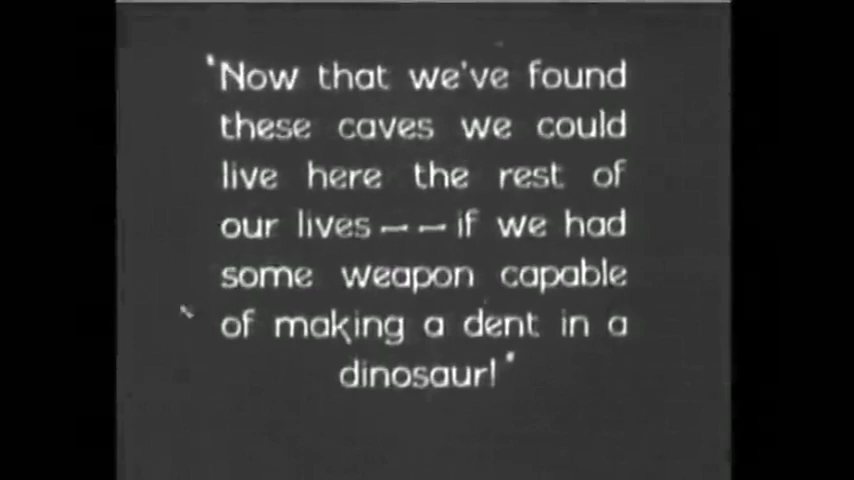 'Now that we've found
these caves we could
live here the rest of
our lives — — if we had
some weapon capable
of making a dent in a
dinosaur!'